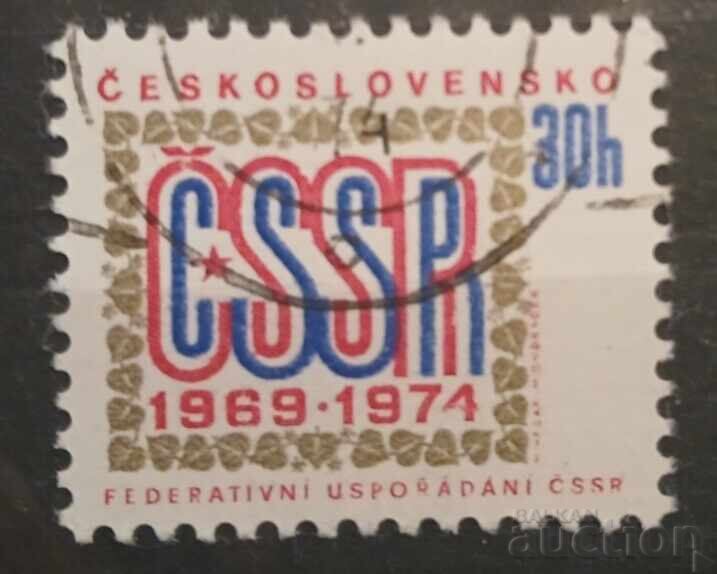 ČESKOSLOVENSKO
30h
ČSSR
1969·1974
FEDERATIVNÍ USPOŘÁDÁNÍ ČSSR
BALKAN
auction